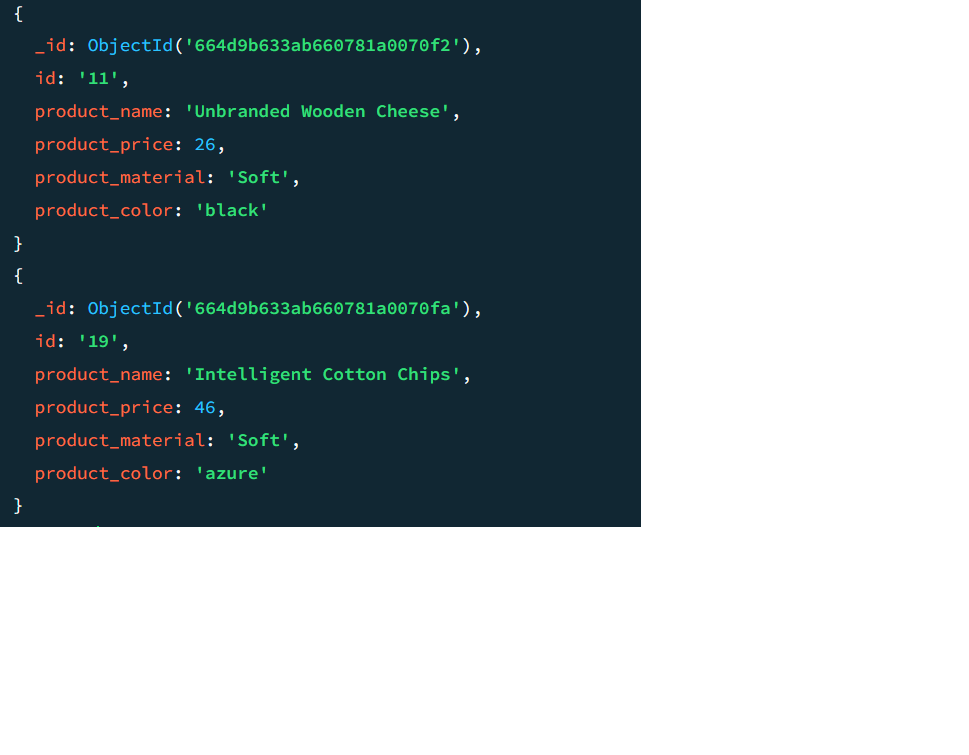 {
_id: ObjectId('664d9b633ab660781a0070f2'),
id: '11',
product_name: 'Unbranded Wooden Cheese',
product_price: 26,
product_material: 'Soft',
product_color: 'black'
}
{
_id: ObjectId('664d9b633ab660781a0070fa'),
id: '19',
product_name: 'Intelligent Cotton Chips',
product_price: 46,
product_material: 'Soft',
product_color: 'azure'
}